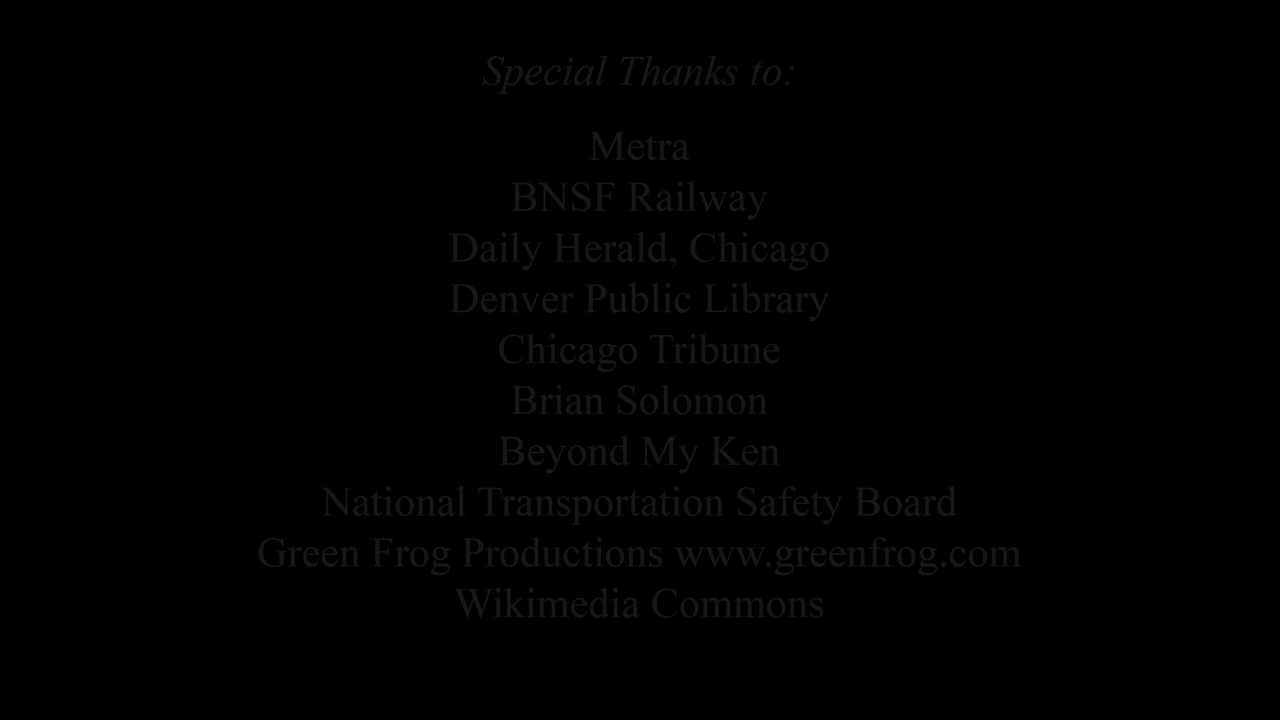 Special Thanks to:
Metra
BNSF Railway
Daily Herald, Chicago
Denver Public Library
Chicago Tribune
Brian Solomon
Beyond My Ken
National Transportation Safety Board
Green Frog Productions www.greenfrog.com
Wikimedia Commons